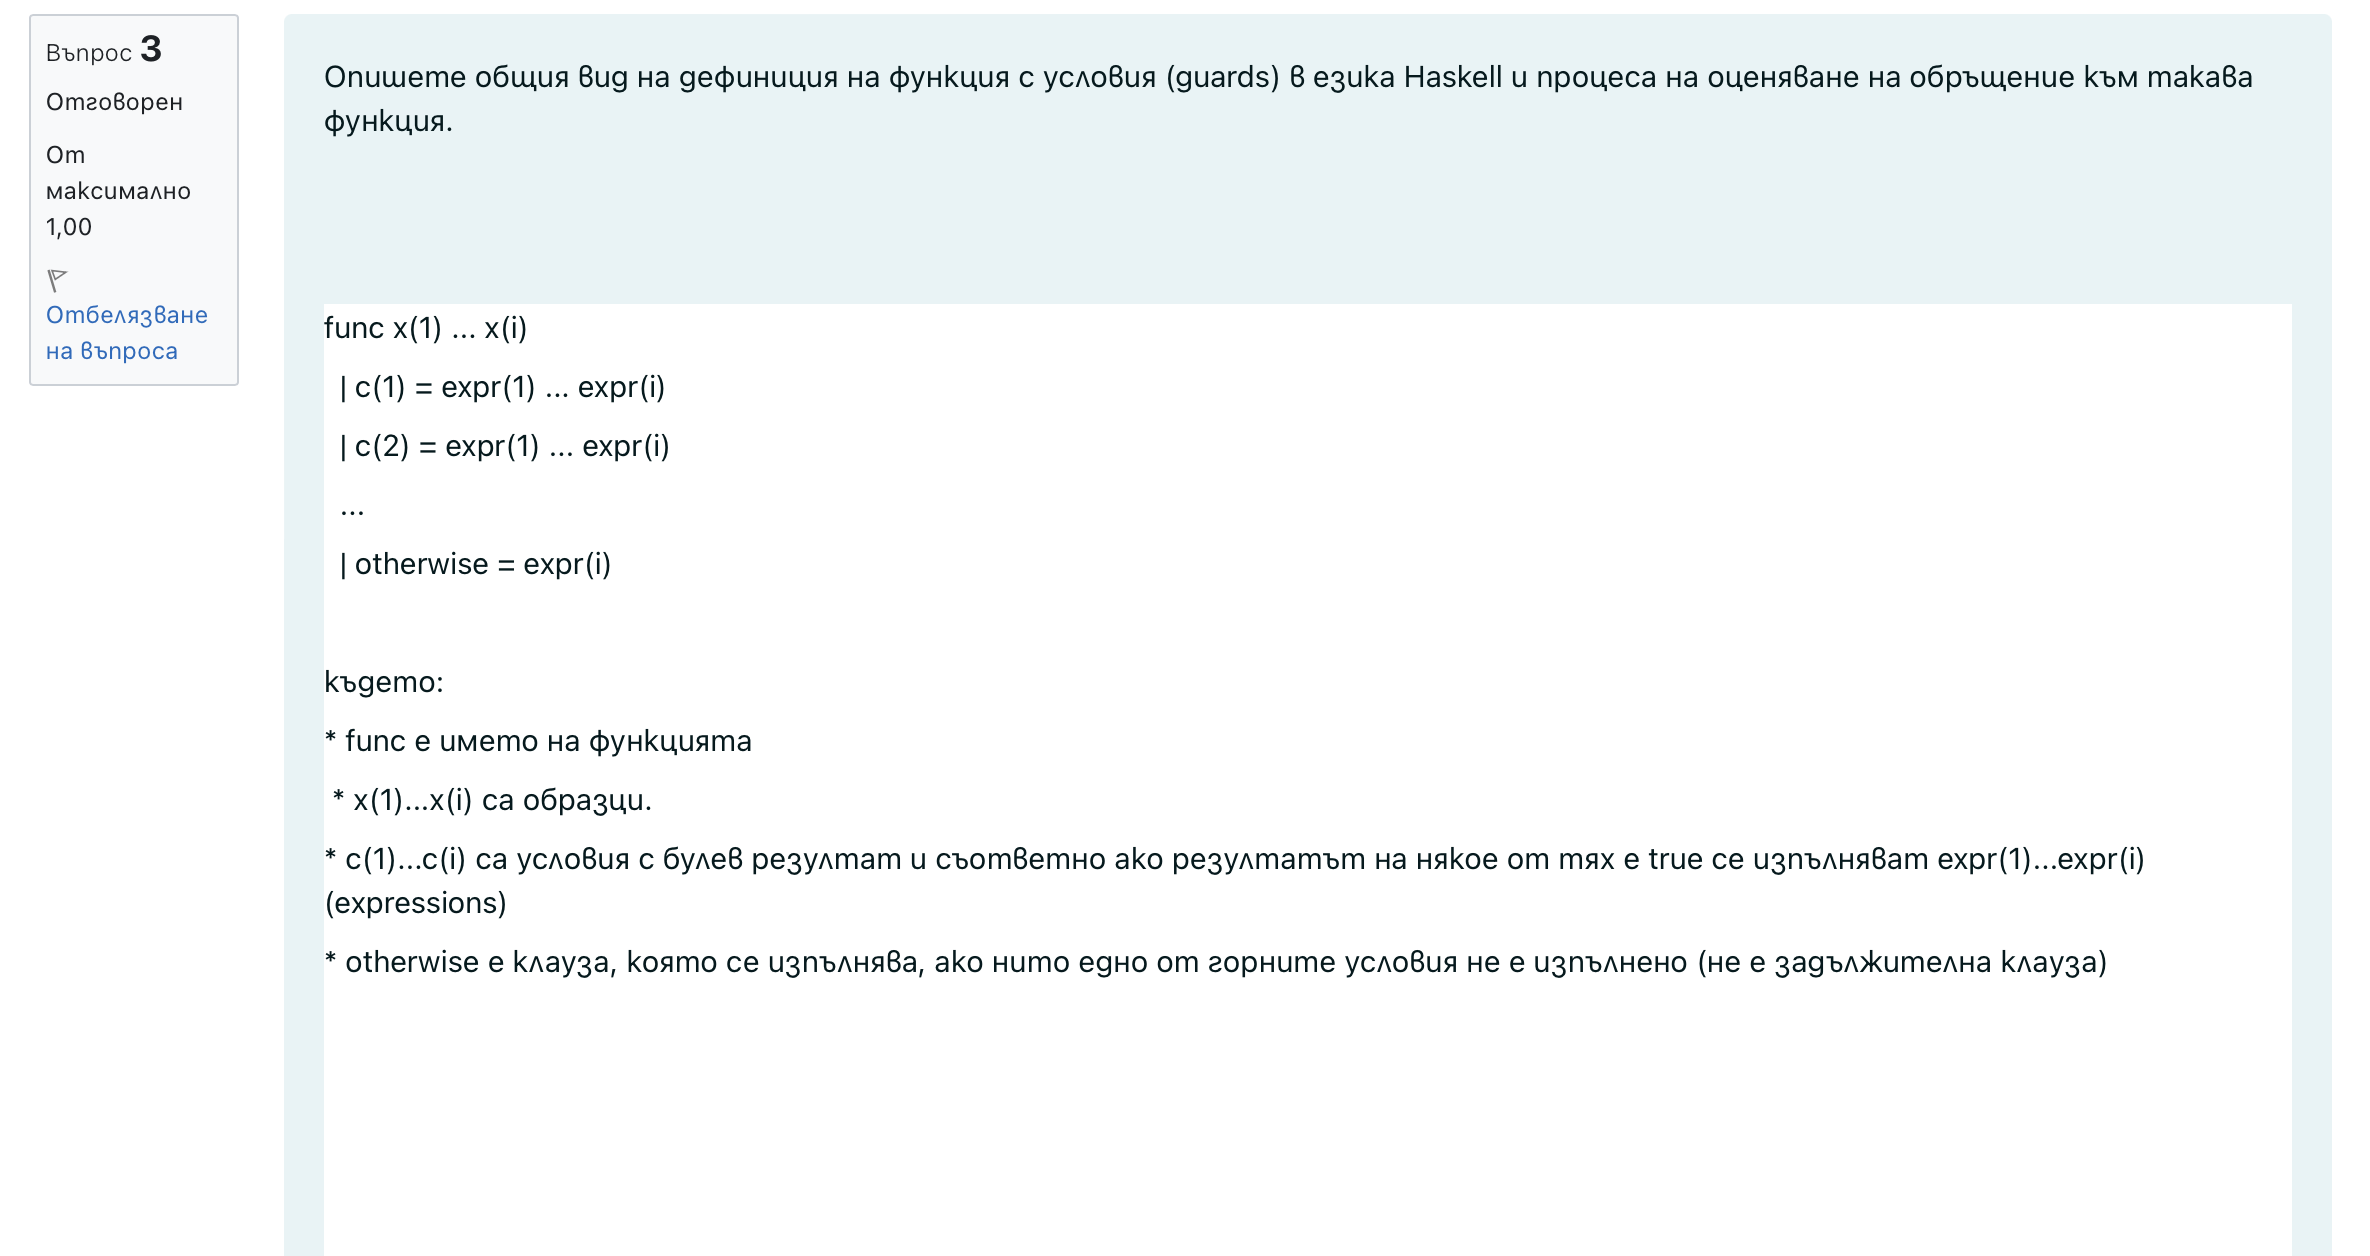 Въпрос 3
Отговорен
От
максимално
1,00
Отбелязване
на въпроса
Опишете общия вид на дефиниция на функция с условия (guards) в езика Haskell и процеса на оценяване на обръщение към такава
функция.
func x(1) ... x(i)
| c(1) = expr(1) ... expr(i)
| c(2) = expr(1) ... expr(i)
...
| otherwise = expr(i)
където:
* func е името на функцията
* x(1)...x(i) са образци.
* c(1)...c(i) са условия с булев резултат и съответно ако резултатът на някое от тях е true се изпълняват expr(1)...expr(i)
(expressions)
* otherwise е клауза, която се изпълнява, ако нито едно от горните условия не е изпълнено (не е задължителна клауза)